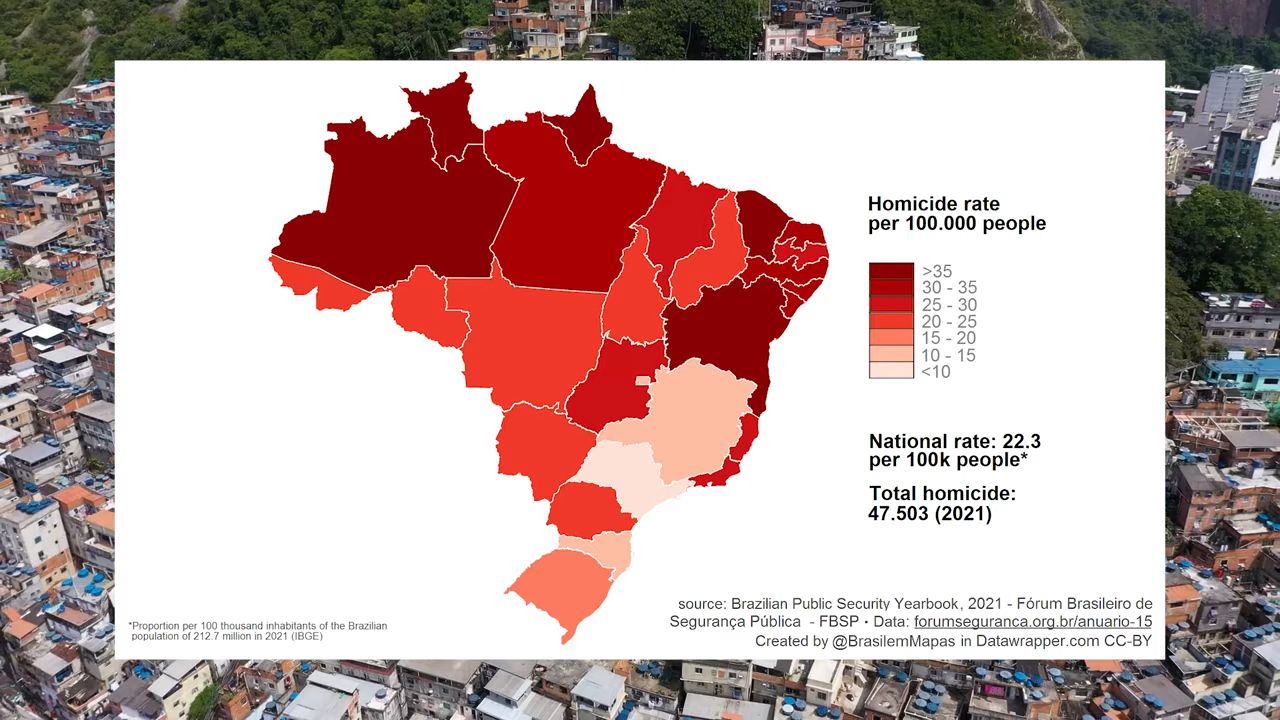 Homicide rate
per 100.000 people
>35
30 - 35
25 - 30
20 - 25
15 - 20
10 - 15
<10
National rate: 22.3
per 100k people*
Total homicide:
47.503 (2021)
*Proportion per 100 thousand inhabitants of the Brazilian
population of 212.7 million in 2021 (IBGE)
source: Brazilian Public Security Yearbook, 2021 - Fórum Brasileiro de
Segurança Pública - FBSP • Data: forumseguranca.org.br/anuario-15
Created by @BrasilemMapas in Datawrapper.com CC-BY